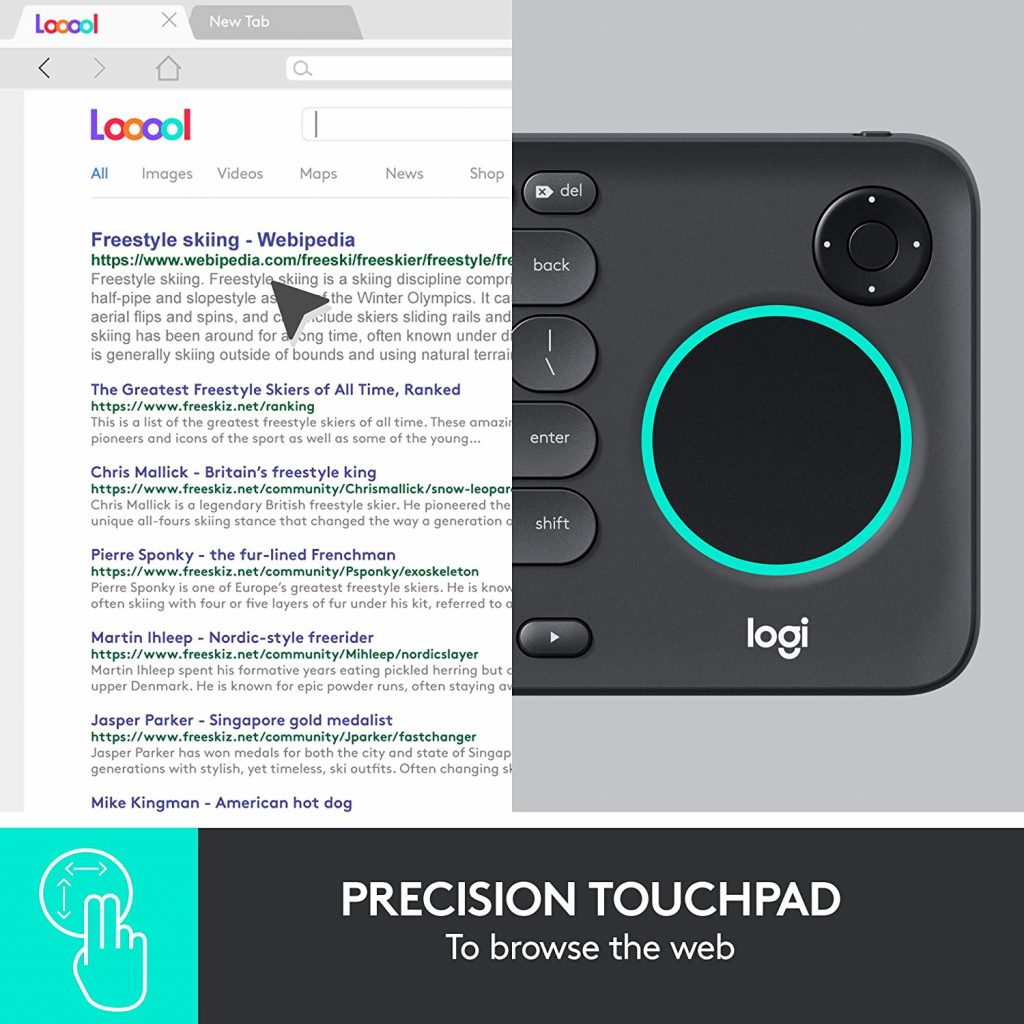 Looool
New Tab
Looool
All Images Videos Maps News Shop
Freestyle skiing - Webipedia
https://www.webipedia.com/freeski/freeskier/freestyle/fre
Freestyle skiing. Freestyle skiing is a skiing discipline compri
half-pipe and slopestyle as of the Winter Olympics. It ca
aerial flips and spins, and c include skiers sliding rails and
skiing has been around for a long time, often known under d
is generally skiing outside of bounds and using natural terrai
The Greatest Freestyle Skiers of All Time, Ranked
https://www.freeskiz.net/ranking
This is a list of the greatest freestyle skiers of all time. These amazi
pioneers and icons of the sport as well as some of the young...
Chris Mallick - Britain's freestyle king
https://www.freeskiz.net/community/Chrismallick/snow-leopar
Chris Mallick is a legendary British freestyle skier. He pioneered the
unique all-fours skiing stance that changed the way a generation o
Pierre Sponky - the fur-lined Frenchman
https://www.freeskiz.net/community/Psponky/exoskeleton
Pierre Sponky is one of Europe's greatest freestyle skiers. He is know
often skiing with four or five layers of fur under his kit, referred to a
Martin Ihleep - Nordic-style freerider
https://www.freeskiz.net/community/Mihleep/nordicslayer
Martin Ihleep spent his formative years eating pickled herring but
upper Denmark. He is known for epic powder runs, often staying aw
Jasper Parker - Singapore gold medalist
https://www.freeskiz.net/community/Jparker/fastchanger
Jasper Parker has won medals for both the city and state of Singap
generations with stylish, yet timeless, ski outfits. Often changing sk
Mike Kingman - American hot dog
del
back
|
\
enter
shift
logi
PRECISION TOUCHPAD
To browse the web